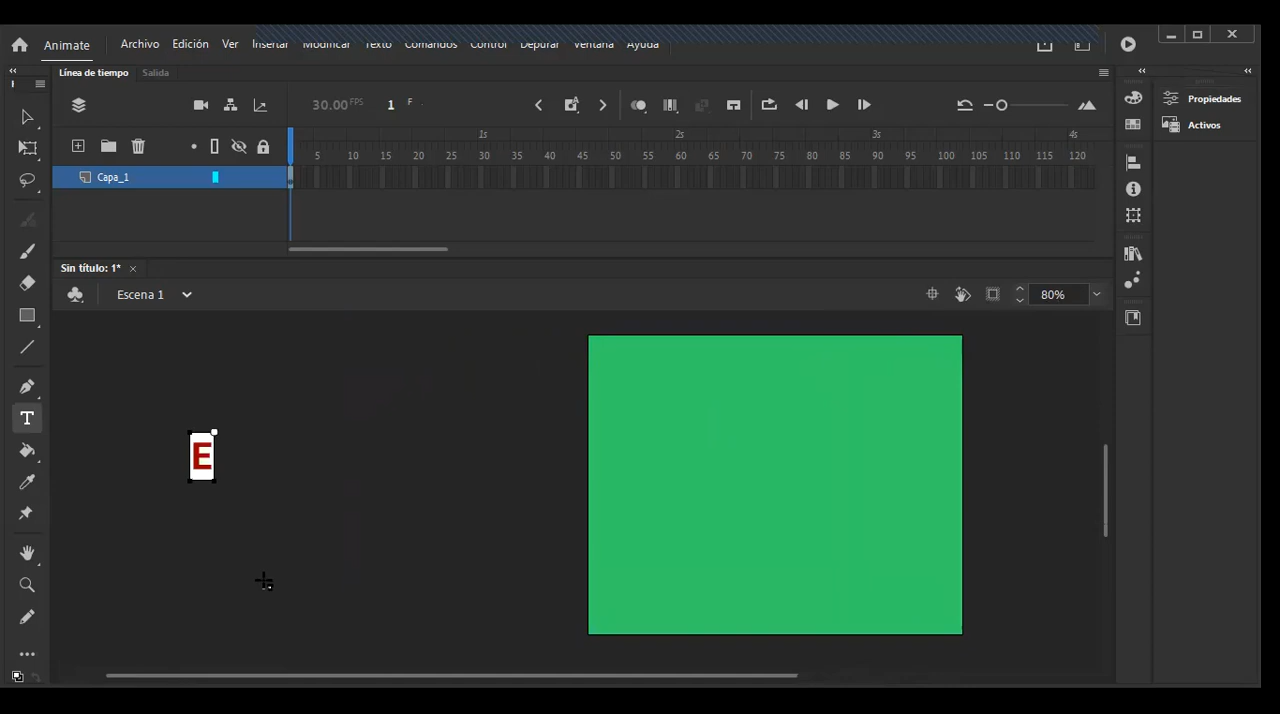 Animate Archivo Edición Ver Insertar Modificar Texto Comandos Control Depurar Ventana Ayuda
Línea de tiempo Salida
30.00 FPS 1 F
Propiedades
Activos
1s 2s 3s 4s
5 10 15 20 25 30 35 40 45 50 55 60 65 70 75 80 85 90 95 100 105 110 115 120
Capa_1
Sin título: 1*
Escena 1
80%
T
E